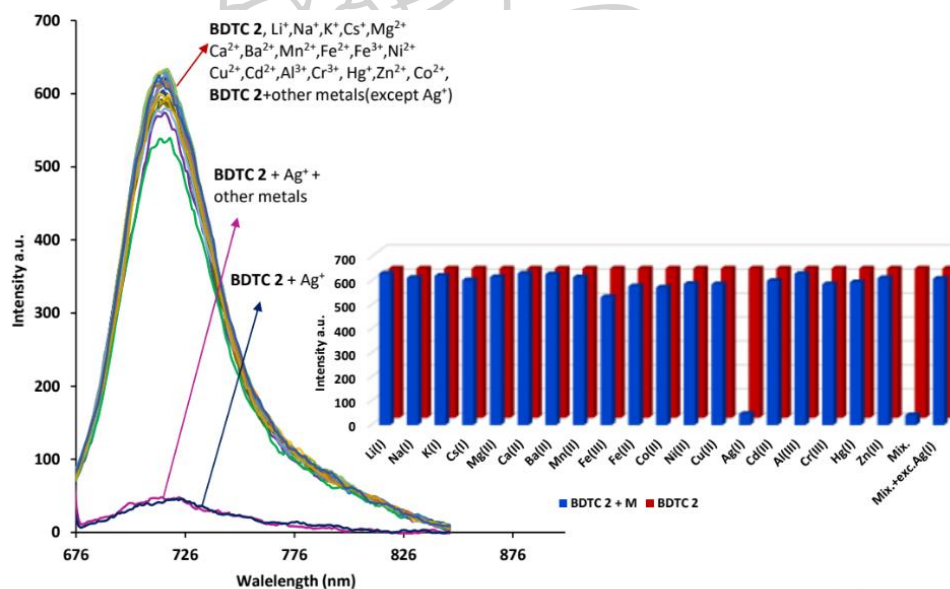 700
600
500
400
300
200
100
0
Intensity a.u.
676
726
776
826
876
Walelength (nm)
BDTC 2, Li⁺,Na⁺,K⁺,Cs⁺,Mg²⁺
Ca²⁺,Ba²⁺,Mn²⁺,Fe²⁺,Fe³⁺,Ni²⁺
Cu²⁺,Cd²⁺,Al³⁺,Cr³⁺, Hg⁺,Zn²⁺, Co²⁺,
BDTC 2+other metals(except Ag⁺)
BDTC 2 + Ag⁺ +
other metals
BDTC 2 + Ag⁺
700
600
500
400
300
200
100
0
Intensity a.u.
Li(I)
Na(I)
K(I)
Cs(I)
Mg(I)
Ca(I)
Ba(II)
Mn(II)
Fe(III)
Fe(II)
Co(II)
Ni(II)
Cu(II)
Ag(I)
Cd(II)
Al(III)
Cr(III)
Hg(I)
Zn(II)
Mix.
Mix.+exc.Ag(I)
BDTC 2 + M
BDTC 2